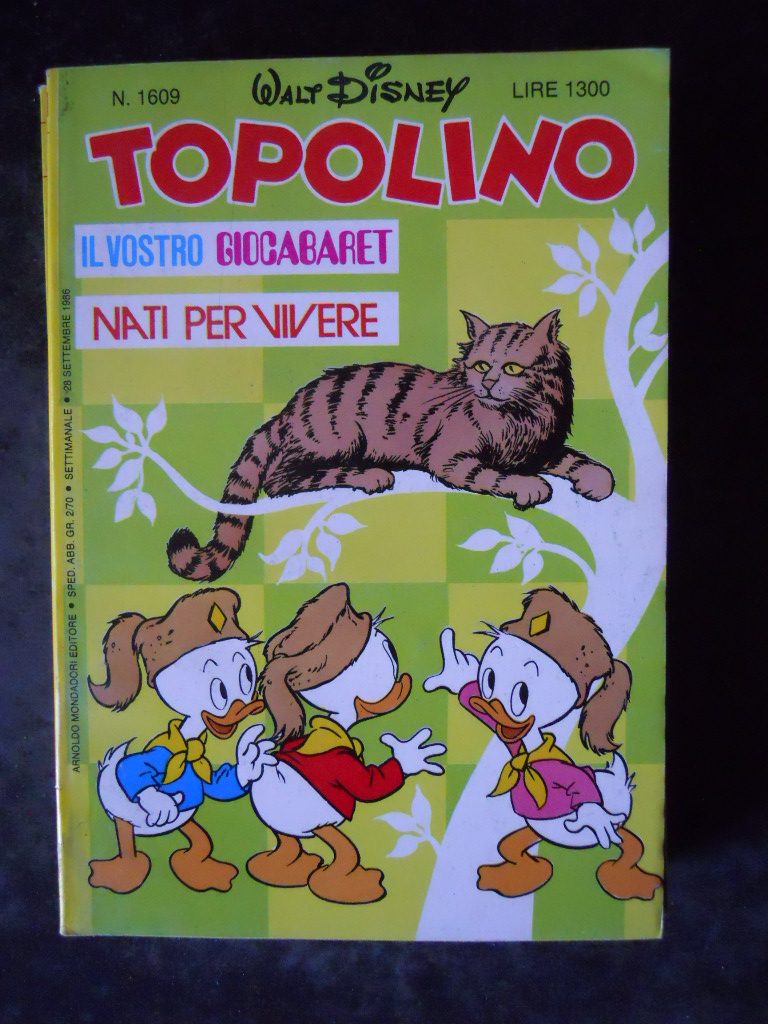 N. 1609
WALT DISNEY
LIRE 1300
TOPOLINO
IL VOSTRO GIOCABARET
NATI PER VIVERE
ARNOLDO MONDADORI EDITORE • SPED. ABB. GR. 2/70 • SETTIMANALE • 28 SETTEMBRE 1986